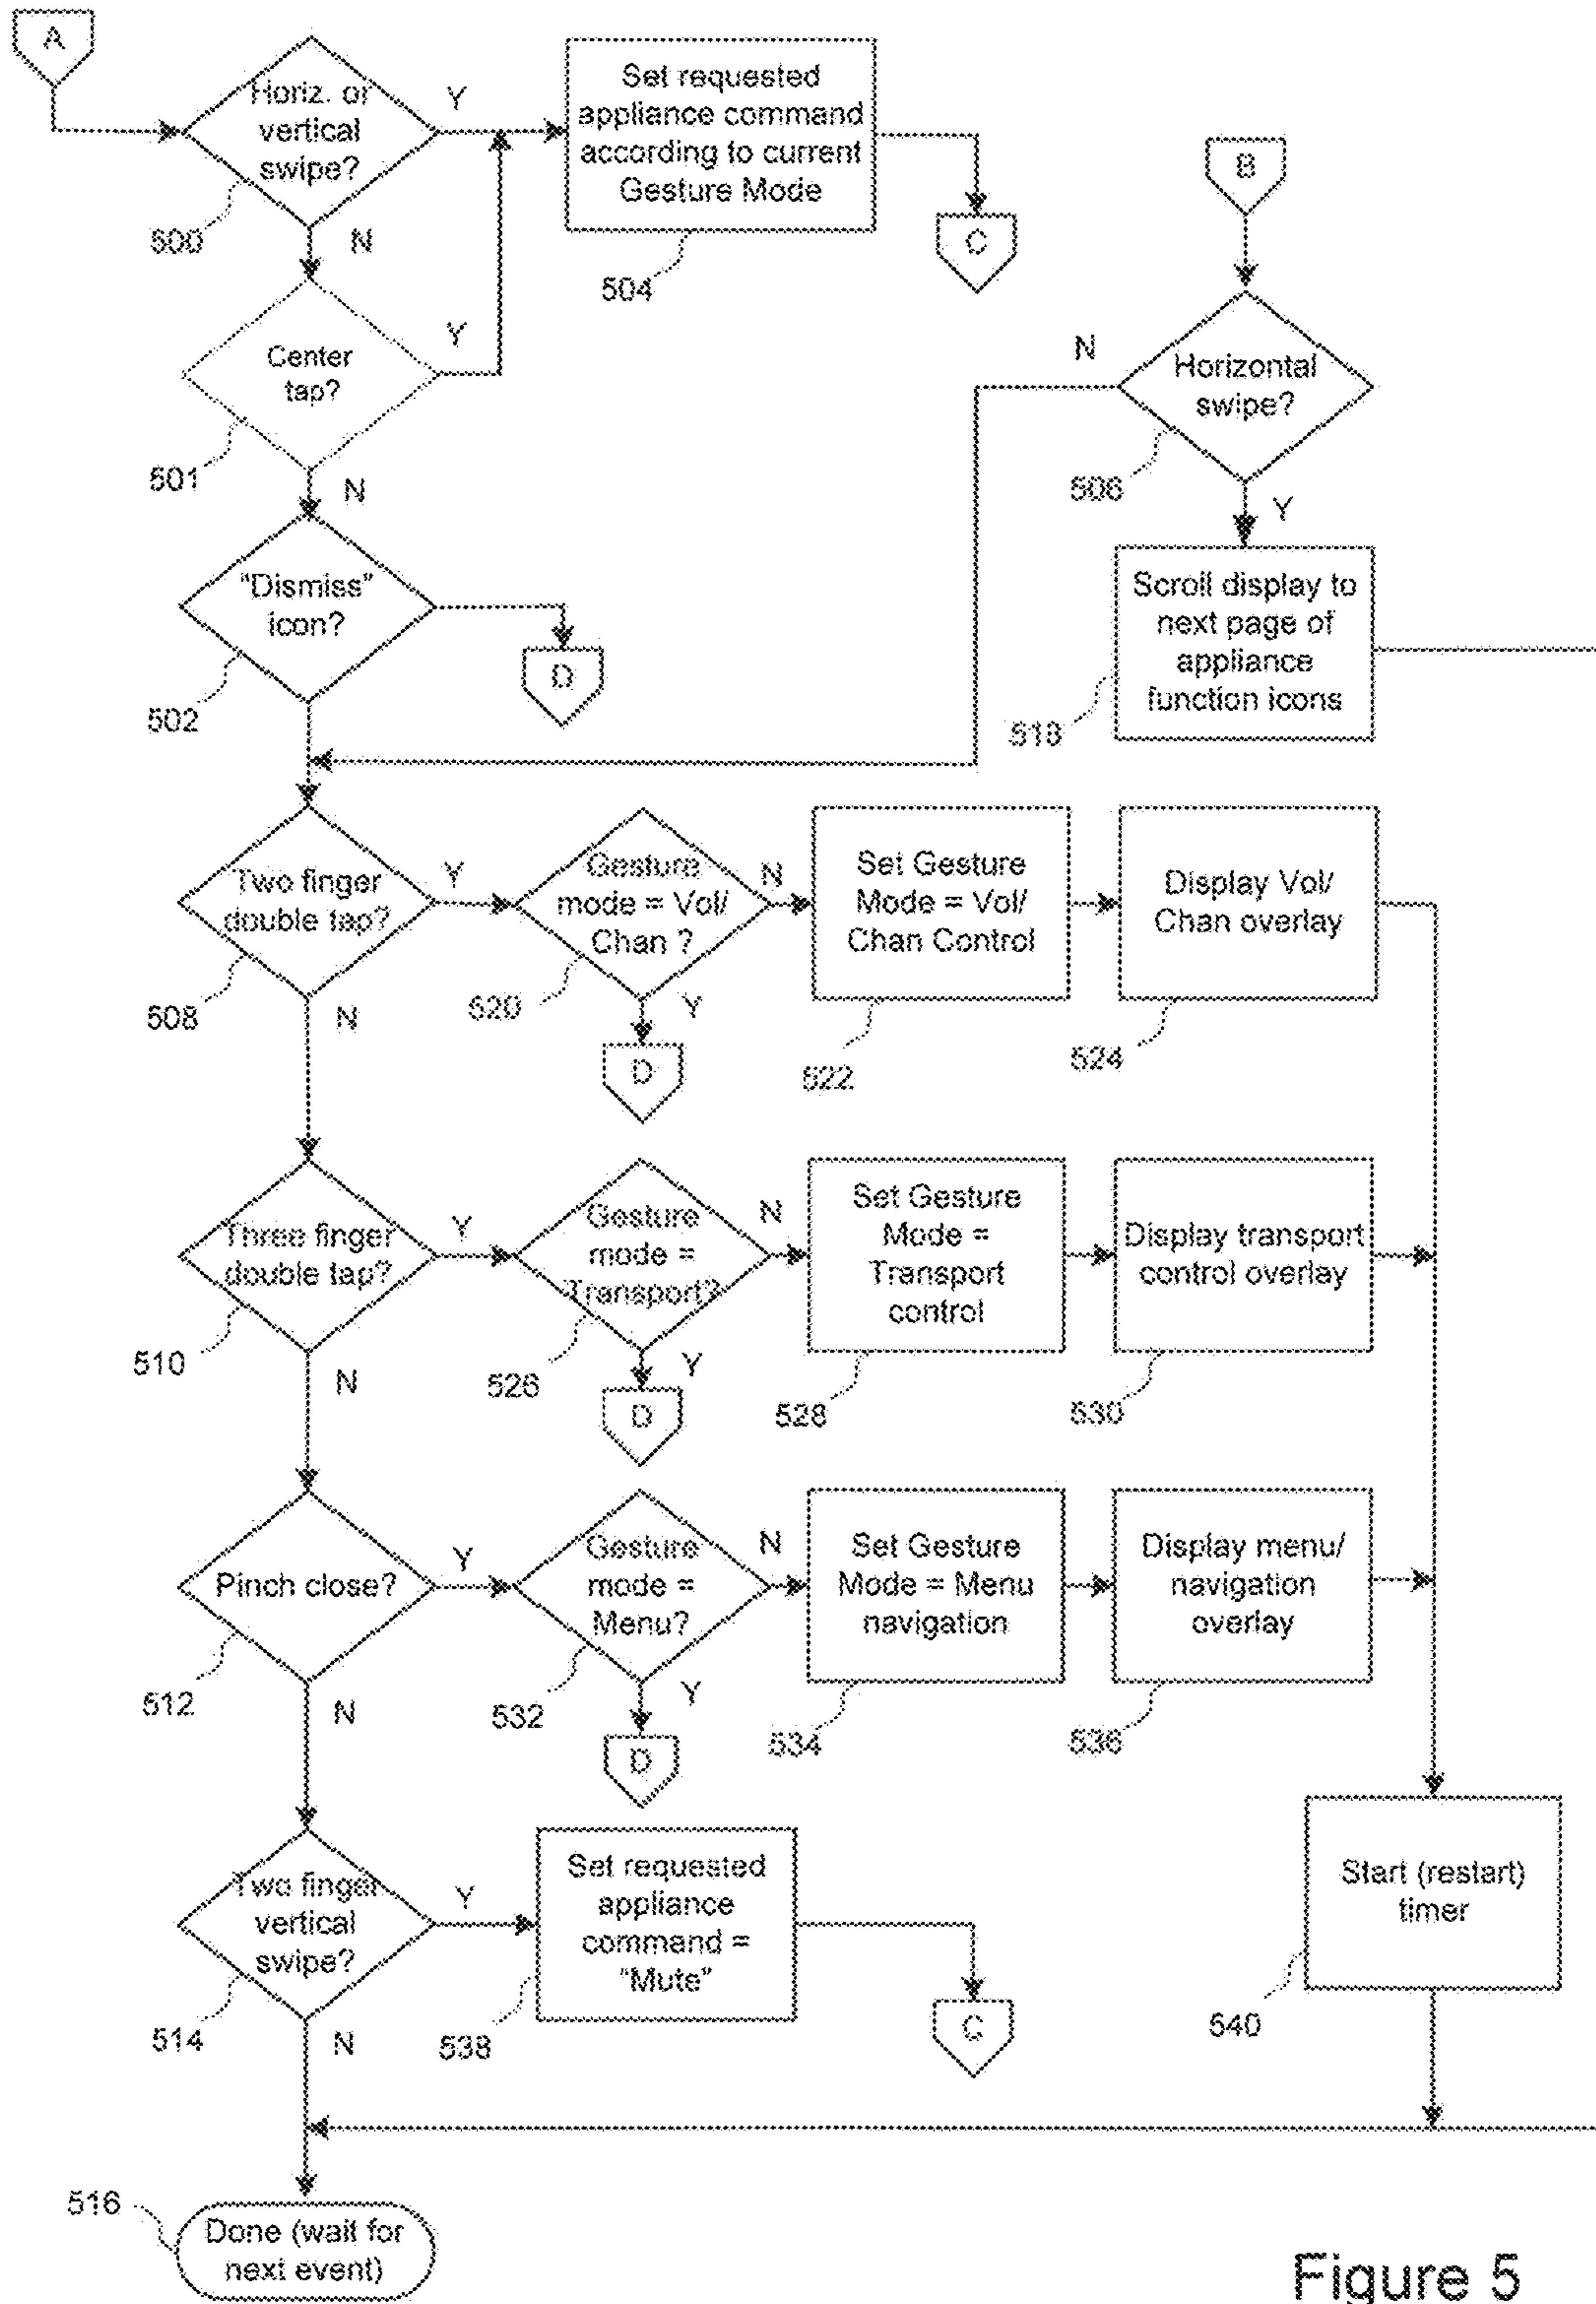 A
Horiz. or
vertical
swipe?
Y
N
500
Set requested
appliance command
according to current
Gesture Mode
504
C
B
Center
tap?
Y
N
501
Horizontal
swipe?
N
Y
506
"Dismiss"
icon?
502
D
Scroll display to
next page of
appliance
function icons
518
Two finger
double tap?
Y
N
508
Gesture
mode = Vol/
Chan ?
N
Y
520
D
Set Gesture
Mode = Vol/
Chan Control
522
Display Vol/
Chan overlay
524
Three finger
double tap?
Y
N
510
Gesture
mode =
Transport?
N
Y
526
D
Set Gesture
Mode =
Transport
control
528
Display transport
control overlay
530
Pinch close?
Y
N
512
Gesture
mode =
Menu?
N
Y
532
D
Set Gesture
Mode = Menu
navigation
534
Display menu/
navigation
overlay
536
Two finger
vertical
swipe?
Y
N
514
Set requested
appliance
command =
"Mute"
538
C
Start (restart)
timer
540
516
Done (wait for
next event)
Figure 5